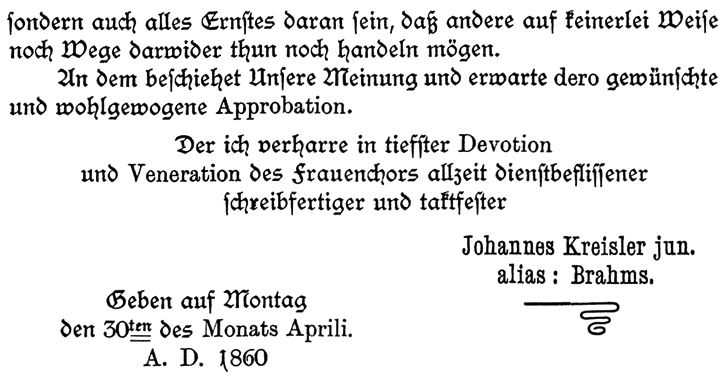 ſondern auch alles Ernſtes daran ſein, daß andere auf keinerlei Weiſe
noch Wege darwider thun noch handeln mögen.
An dem beſchiehet Unſere Meinung und erwarte dero gewünſchte
und wohlgewogene Approbation.
Der ich verharre in tiefſter Devotion
und Veneration des Frauenchors allzeit dienſtbefliſſener
ſchreibfertiger und taktfeſter
Johannes Kreisler jun.
alias: Brahms.
Geben auf Montag
den 30ten des Monats Aprili.
A. D. 1860